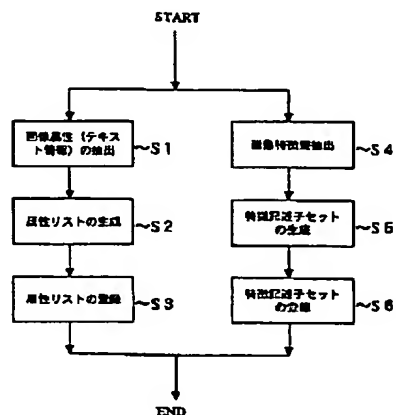 START
画像属性(テキス
ト情報)の抽出
~S1
属性リストの生成
~S2
属性リストの登録
~S3
画像特徴量抽出
~S4
特徴記述子セット
の生成
~S5
特徴記述子セット
の登録
~S6
END